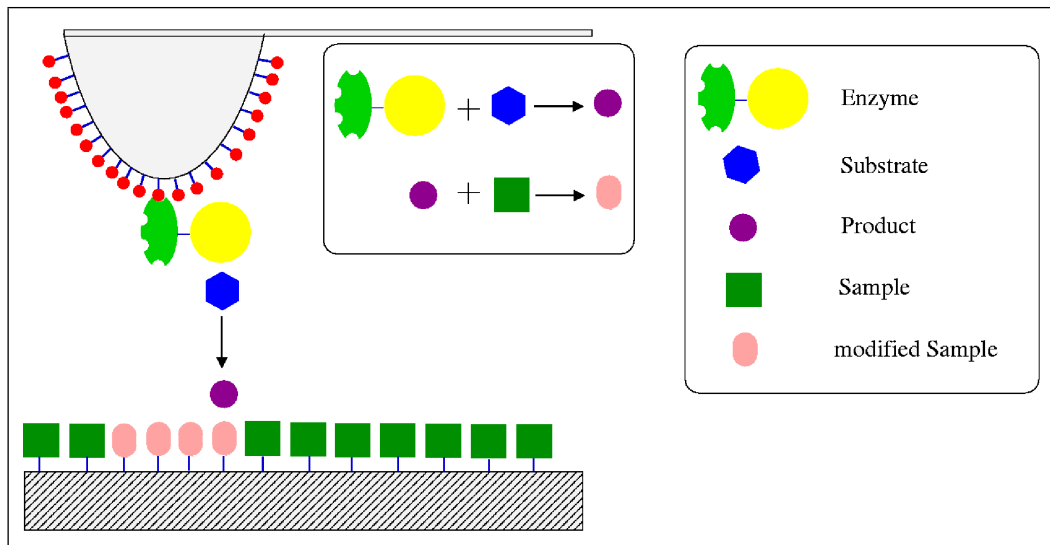 Enzyme
Substrate
Product
Sample
modified Sample